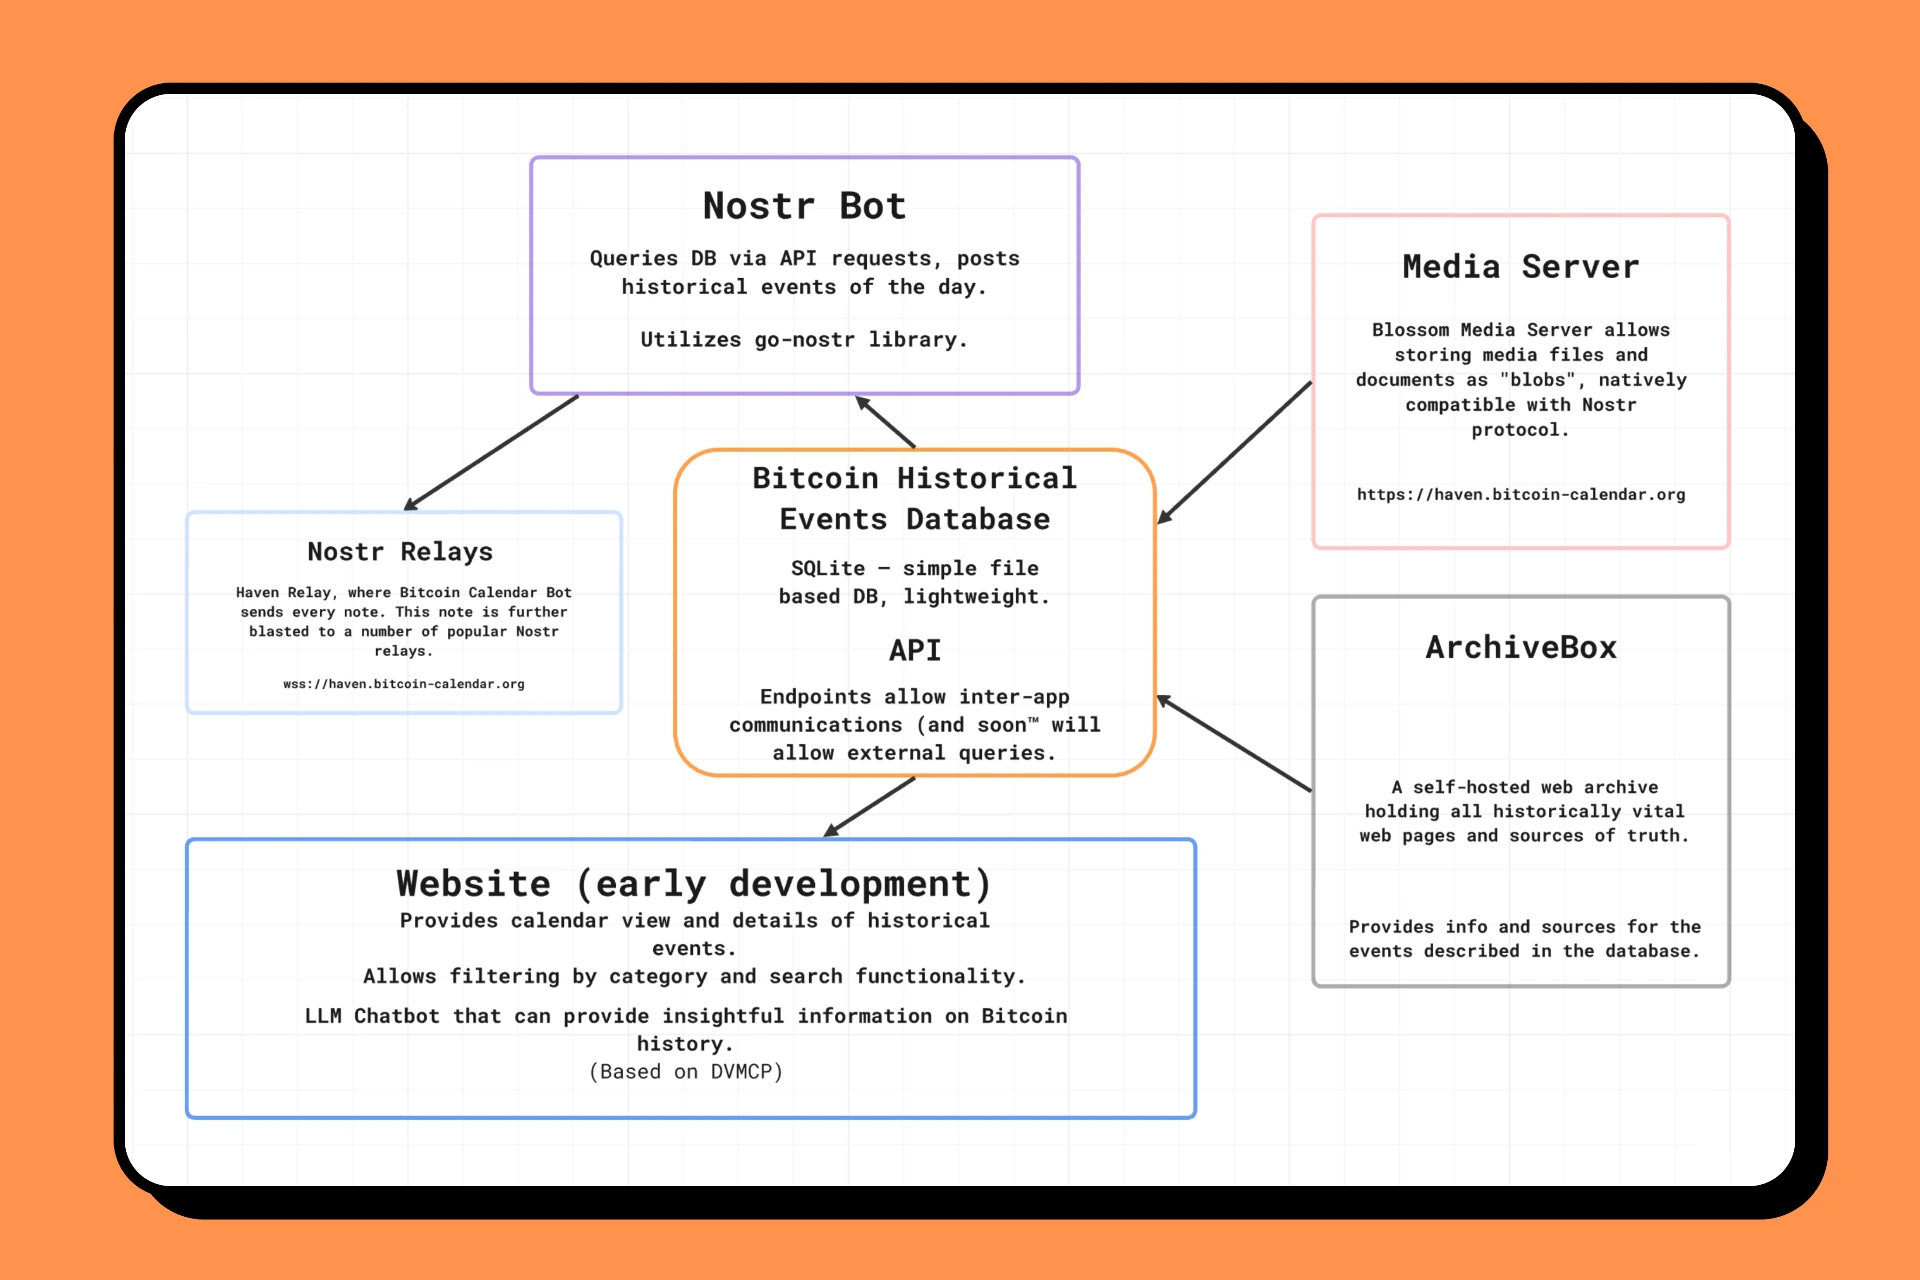 Nostr Bot
Queries DB via API requests, posts
historical events of the day.
Utilizes go-nostr library.
Media Server
Blossom Media Server allows
storing media files and
documents as "blobs", natively
compatible with Nostr
protocol.
https://haven.bitcoin-calendar.org
Bitcoin Historical
Events Database
SQLite — simple file
based DB, lightweight.
API
Endpoints allow inter-app
communications (and soon™ will
allow external queries.
Nostr Relays
Haven Relay, where Bitcoin Calendar Bot
sends every note. This note is further
blasted to a number of popular Nostr
relays.
wss://haven.bitcoin-calendar.org
ArchiveBox
A self-hosted web archive
holding all historically vital
web pages and sources of truth.
Provides info and sources for the
events described in the database.
Website (early development)
Provides calendar view and details of historical
events.
Allows filtering by category and search functionality.
LLM Chatbot that can provide insightful information on Bitcoin
history.
(Based on DVMCP)